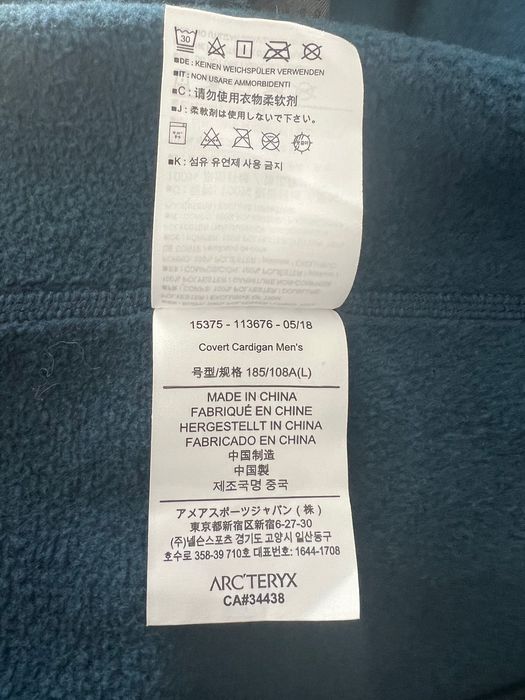 30
■DE: KEINEN WEICHSPÜLER VERWENDEN
■IT: NON USARE AMMORBIDENTI
■C: 请勿使用衣物柔软剂
■J: 柔軟剤は使用しないで下さい。
■K: 섬유 유연제 사용 금지
15375 - 113676 - 05/18
Covert Cardigan Men's
号型/规格 185/108A(L)
MADE IN CHINA
FABRIQUÉ EN CHINE
HERGESTELLT IN CHINA
FABRICADO EN CHINA
中国制造
中国製
제조국명 중국
アメアスポーツジャパン（株）
東京都新宿区新宿6-27-30
(주)넬슨스포츠 경기도 고양시 일산동구
호수로 358-39 710호 대표번호: 1644-1708
ARC'TERYX
CA#34438